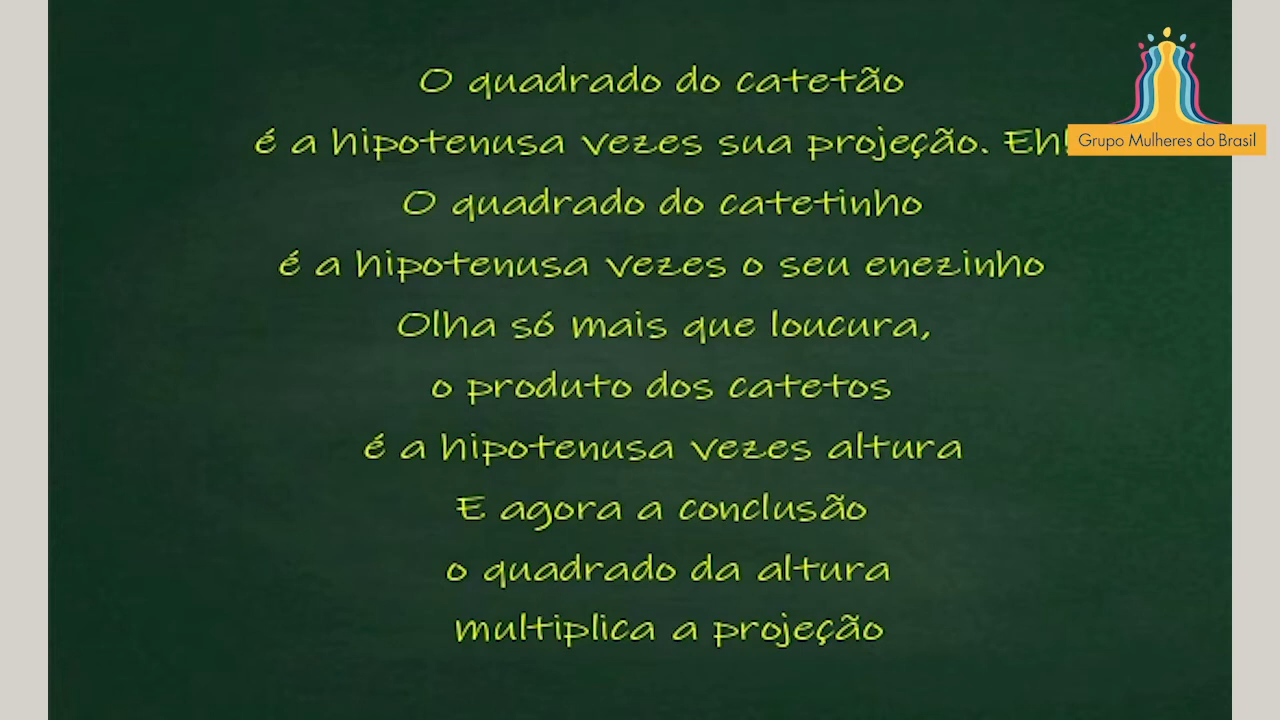 O quadrado do catetão
é a hipotenusa vezes sua projeção. Eh!
Grupo Mulheres do Brasil
O quadrado do catetinho
é a hipotenusa vezes o seu enezinho
Olha só mais que loucura,
o produto dos catetos
é a hipotenusa vezes altura
E agora a conclusão
o quadrado da altura
multiplica a projeção